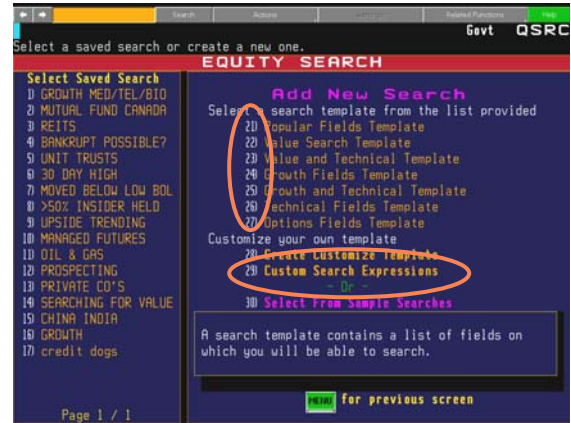 Search Actions Related Functions Help
Govt QSRC
Select a saved search or create a new one.
EQUITY SEARCH
Select Saved Search
1) GROWTH MED/TEL/BIO
2) MUTUAL FUND CANADA
3) REITS
4) BANKRUPT POSSIBLE?
5) UNIT TRUSTS
6) 30 DAY HIGH
7) MOVED BELOW LOW BOL
8) >50% INSIDER HELD
9) UPSIDE TRENDING
10) MANAGED FUTURES
11) OIL & GAS
12) PROSPECTING
13) PRIVATE CO'S
14) SEARCHING FOR VALUE
15) CHINA INDIA
16) GROWTH
17) credit dogs
Page 1 / 1
Add New Search
Select a search template from the list provided
21) Popular Fields Template
22) Value Search Template
23) Value and Technical Template
24) Growth Fields Template
25) Growth and Technical Template
26) Technical Fields Template
27) Options Fields Template
Customize your own template
28) Create Customize Template
29) Custom Search Expressions
- Or -
30) Select From Sample Searches
A search template contains a list of fields on
which you will be able to search.
MENU for previous screen